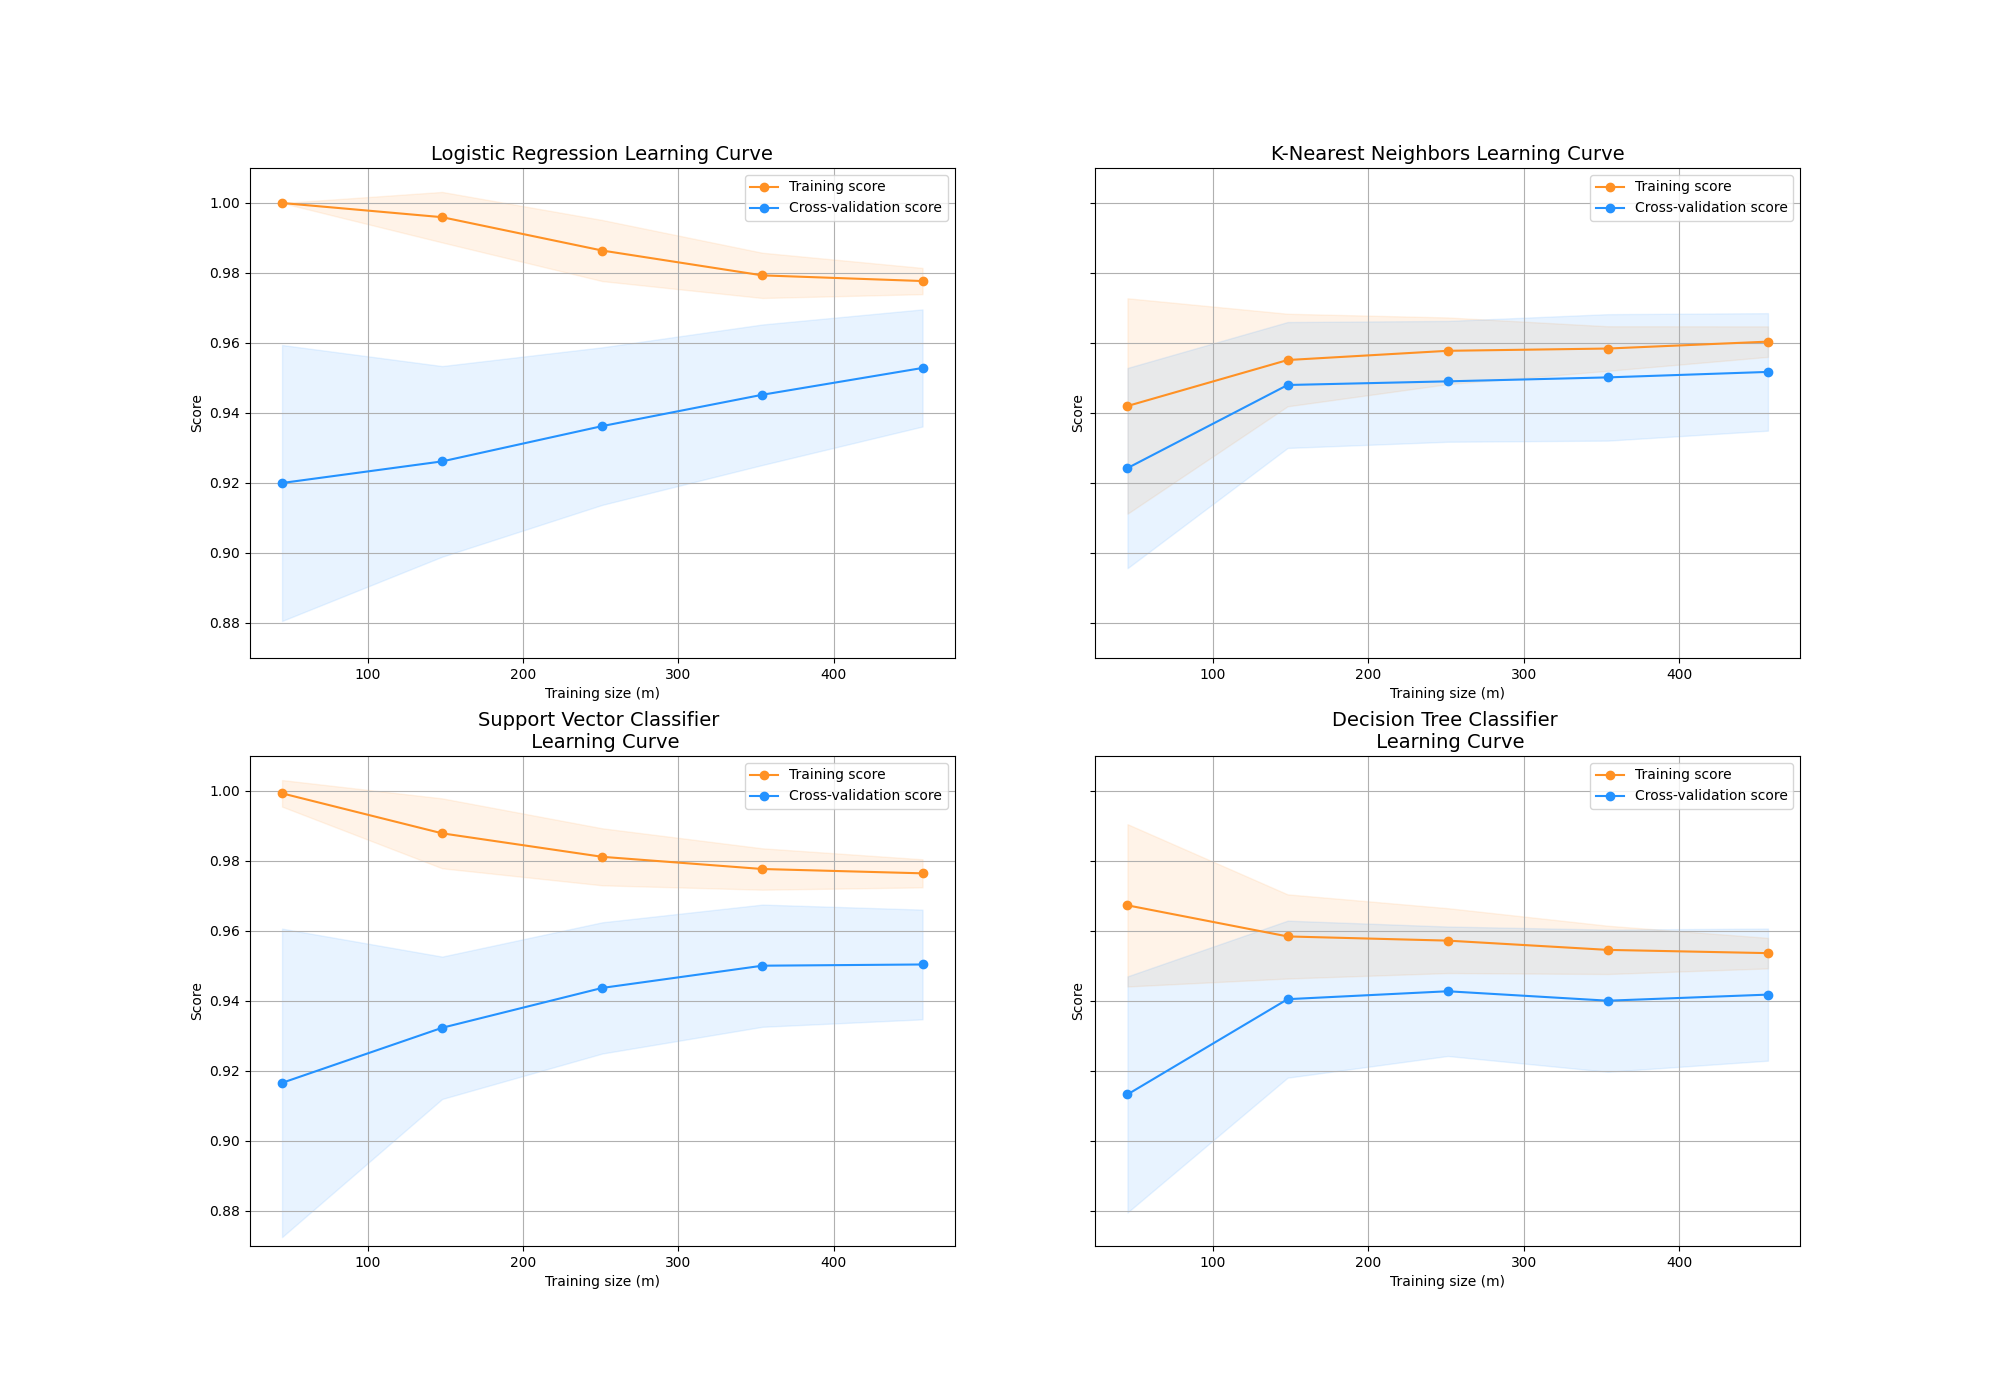 Logistic Regression Learning Curve
Training score
Cross-validation score
1.00
0.98
0.96
0.94
0.92
0.90
0.88
Score
100
200
300
400
Training size (m)
K-Nearest Neighbors Learning Curve
Training score
Cross-validation score
Score
100
200
300
400
Training size (m)
Support Vector Classifier
Learning Curve
Training score
Cross-validation score
1.00
0.98
0.96
0.94
0.92
0.90
0.88
Score
100
200
300
400
Training size (m)
Decision Tree Classifier
Learning Curve
Training score
Cross-validation score
Score
100
200
300
400
Training size (m)